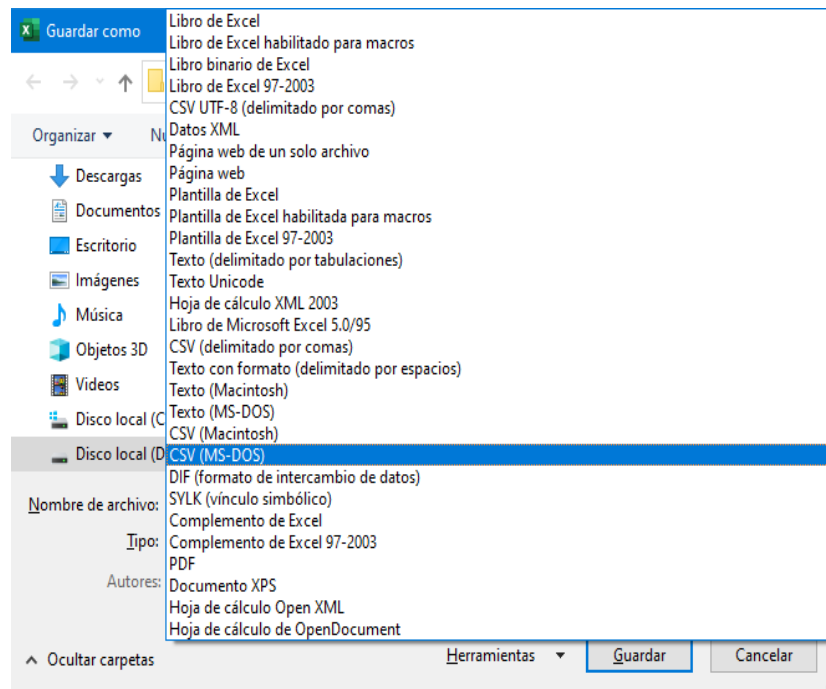 Guardar como
Organizar
Descargas
Documentos
Escritorio
Imágenes
Música
Objetos 3D
Videos
Disco local (C
Disco local (D
Libro de Excel
Libro de Excel habilitado para macros
Libro binario de Excel
Libro de Excel 97-2003
CSV UTF-8 (delimitado por comas)
Datos XML
Página web de un solo archivo
Página web
Plantilla de Excel
Plantilla de Excel habilitada para macros
Plantilla de Excel 97-2003
Texto (delimitado por tabulaciones)
Texto Unicode
Hoja de cálculo XML 2003
Libro de Microsoft Excel 5.0/95
CSV (delimitado por comas)
Texto con formato (delimitado por espacios)
Texto (Macintosh)
Texto (MS-DOS)
CSV (Macintosh)
CSV (MS-DOS)
DIF (formato de intercambio de datos)
SYLK (vínculo simbólico)
Complemento de Excel
Complemento de Excel 97-2003
PDF
Documento XPS
Hoja de cálculo Open XML
Hoja de cálculo de OpenDocument
Nombre de archivo:
Tipo:
Autores:
Ocultar carpetas
Herramientas
Guardar
Cancelar